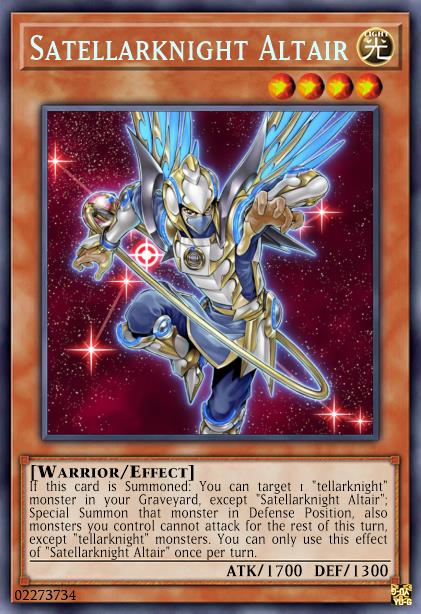 SATELLARKNIGHT ALTAIR
LIGHT
光
[WARRIOR/EFFECT]
If this card is Summoned: You can target 1 "tellarknight"
monster in your Graveyard, except "Satellarknight Altair";
Special Summon that monster in Defense Position, also
monsters you control cannot attack for the rest of this turn,
except "tellarknight" monsters. You can only use this effect
of "Satellarknight Altair" once per turn.
ATK/1700 DEF/1300
02273734